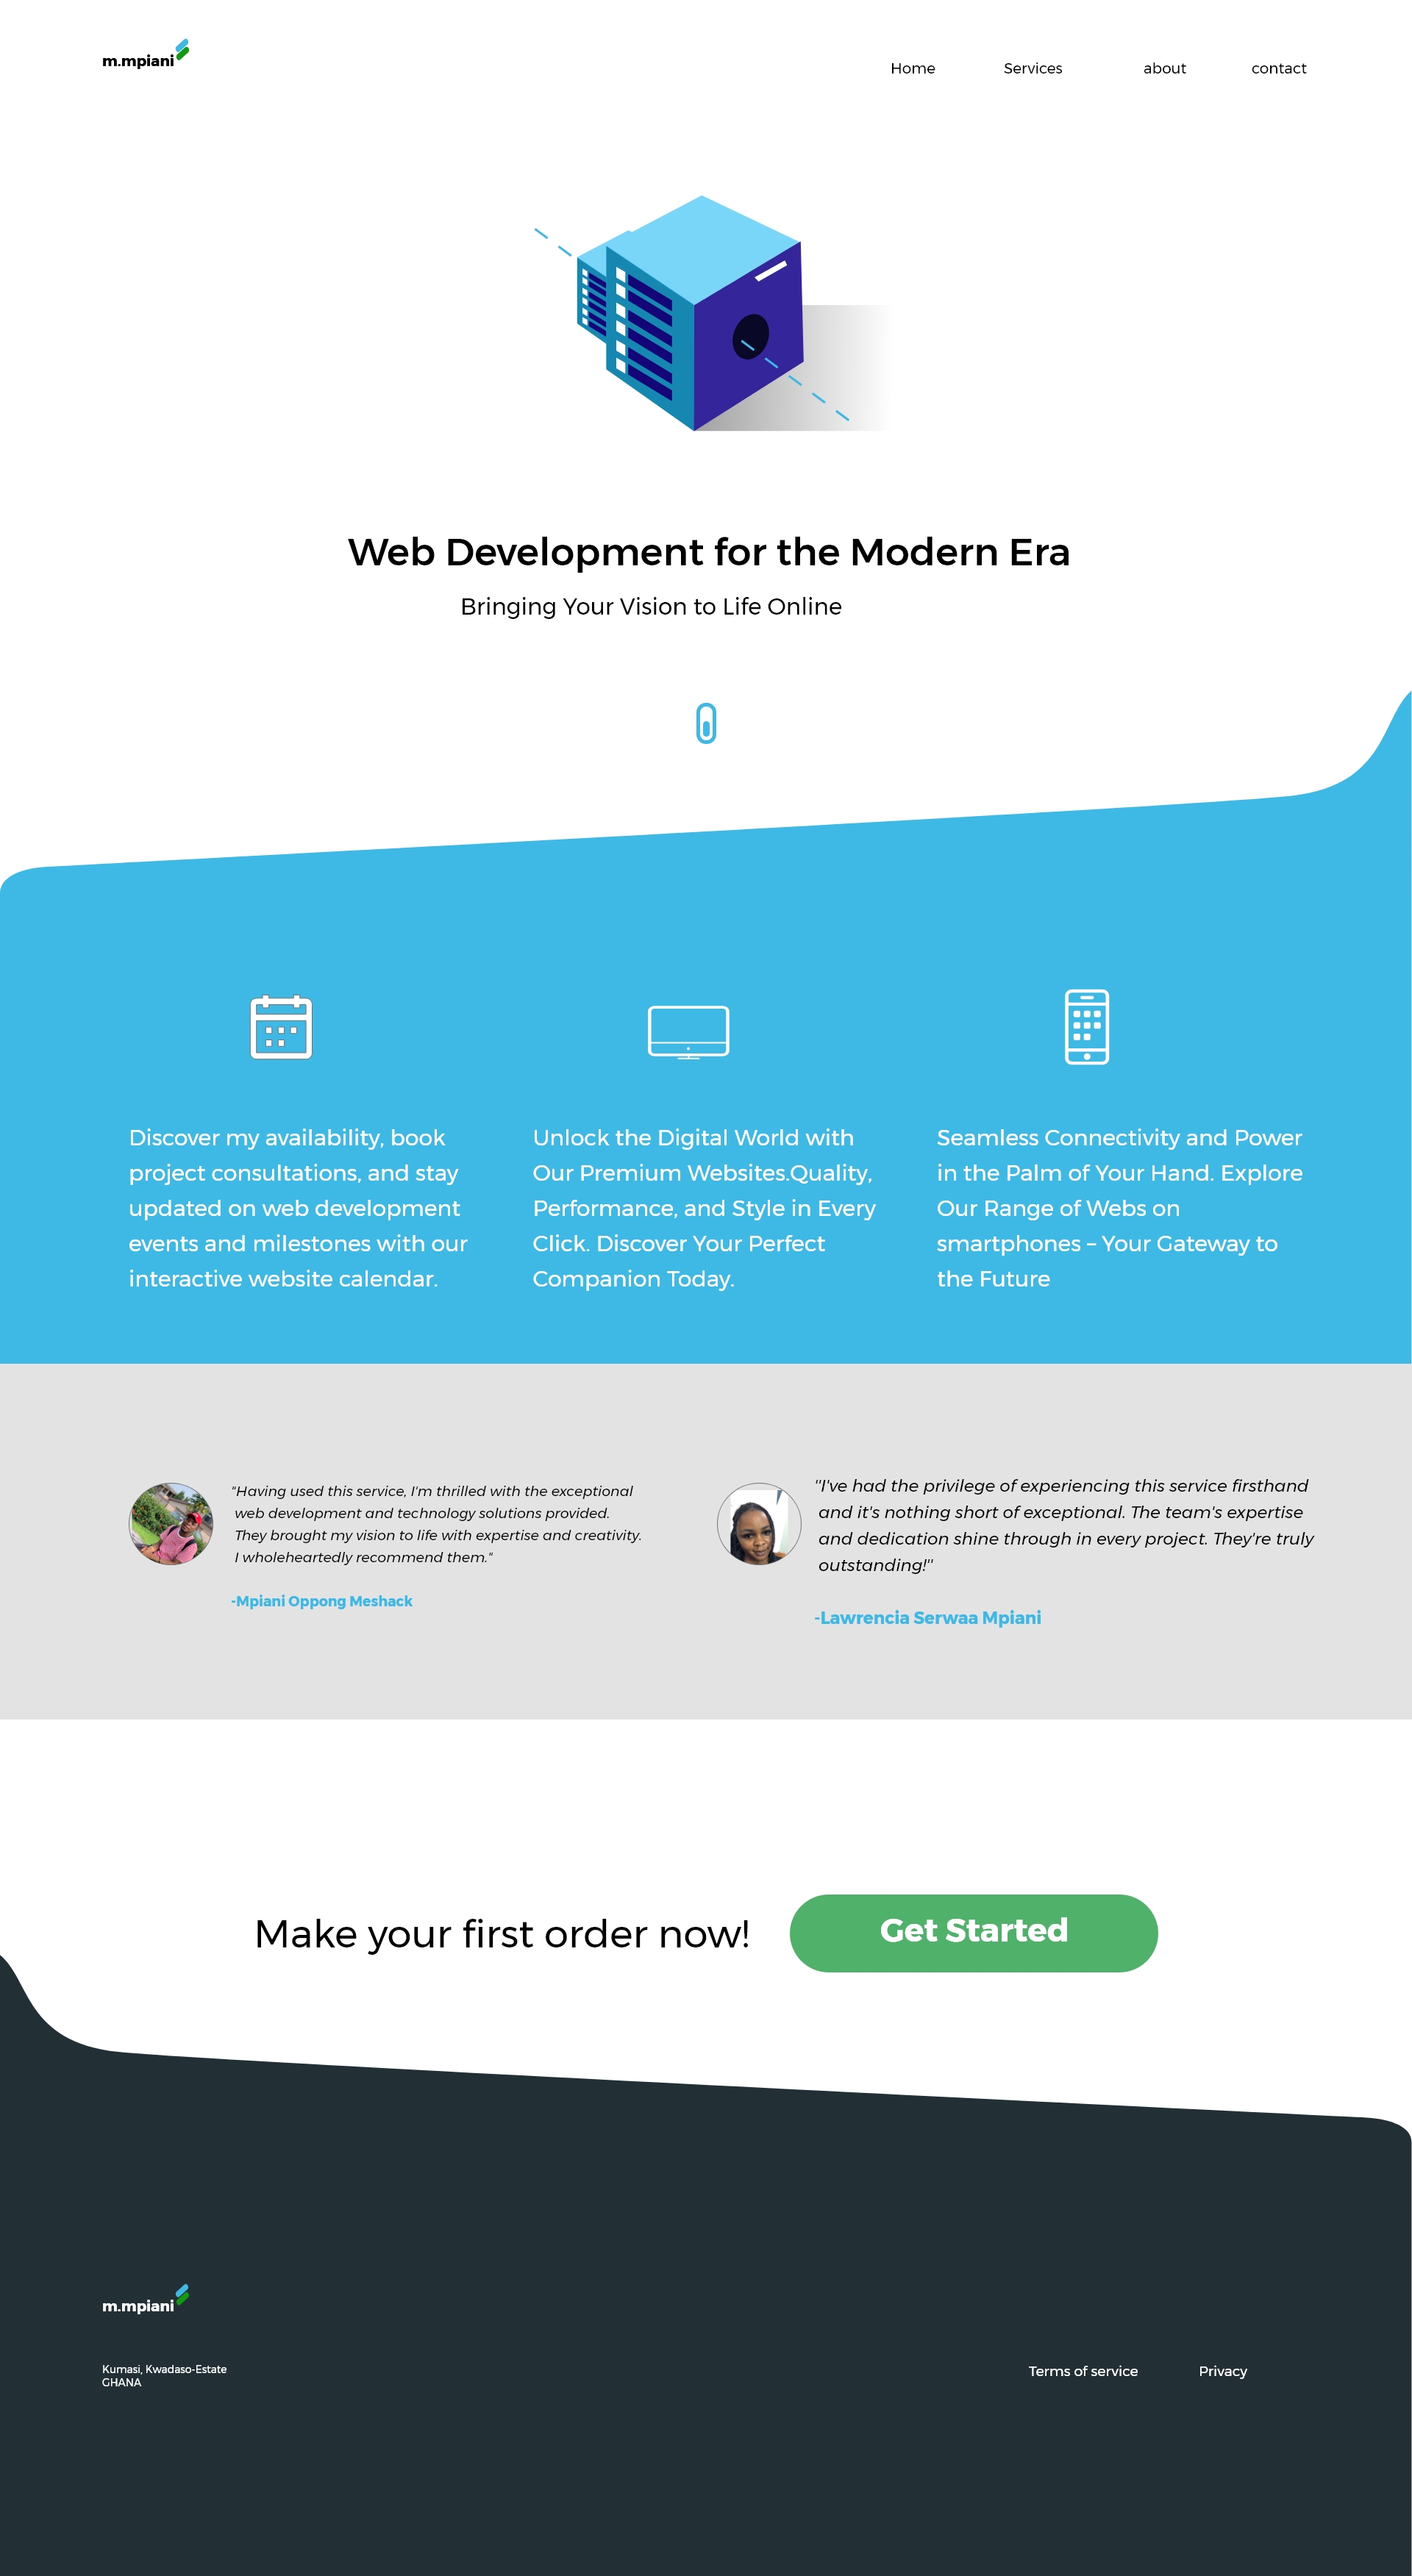 m.mpiani
Home Services about contact
Web Development for the Modern Era
Bringing Your Vision to Life Online
Discover my availability, book
project consultations, and stay
updated on web development
events and milestones with our
interactive website calendar.
Unlock the Digital World with
Our Premium Websites.Quality,
Performance, and Style in Every
Click. Discover Your Perfect
Companion Today.
Seamless Connectivity and Power
in the Palm of Your Hand. Explore
Our Range of Webs on
smartphones – Your Gateway to
the Future
"Having used this service, I'm thrilled with the exceptional
web development and technology solutions provided.
They brought my vision to life with expertise and creativity.
I wholeheartedly recommend them."
-Mpiani Oppong Meshack
"I've had the privilege of experiencing this service firsthand
and it's nothing short of exceptional. The team's expertise
and dedication shine through in every project. They're truly
outstanding!"
-Lawrencia Serwaa Mpiani
Make your first order now!
Get Started
m.mpiani
Kumasi, Kwadaso-Estate
GHANA
Terms of service Privacy